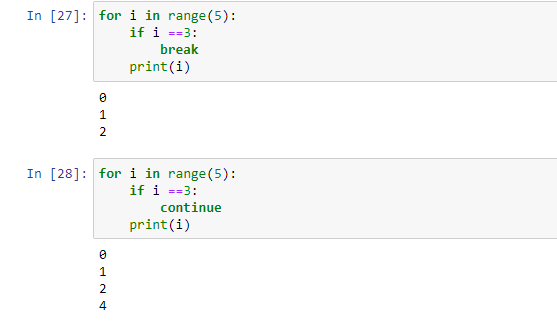 In [27]: for i in range(5):
    if i ==3:
        break
    print(i)
0
1
2
In [28]: for i in range(5):
    if i ==3:
        continue
    print(i)
0
1
2
4